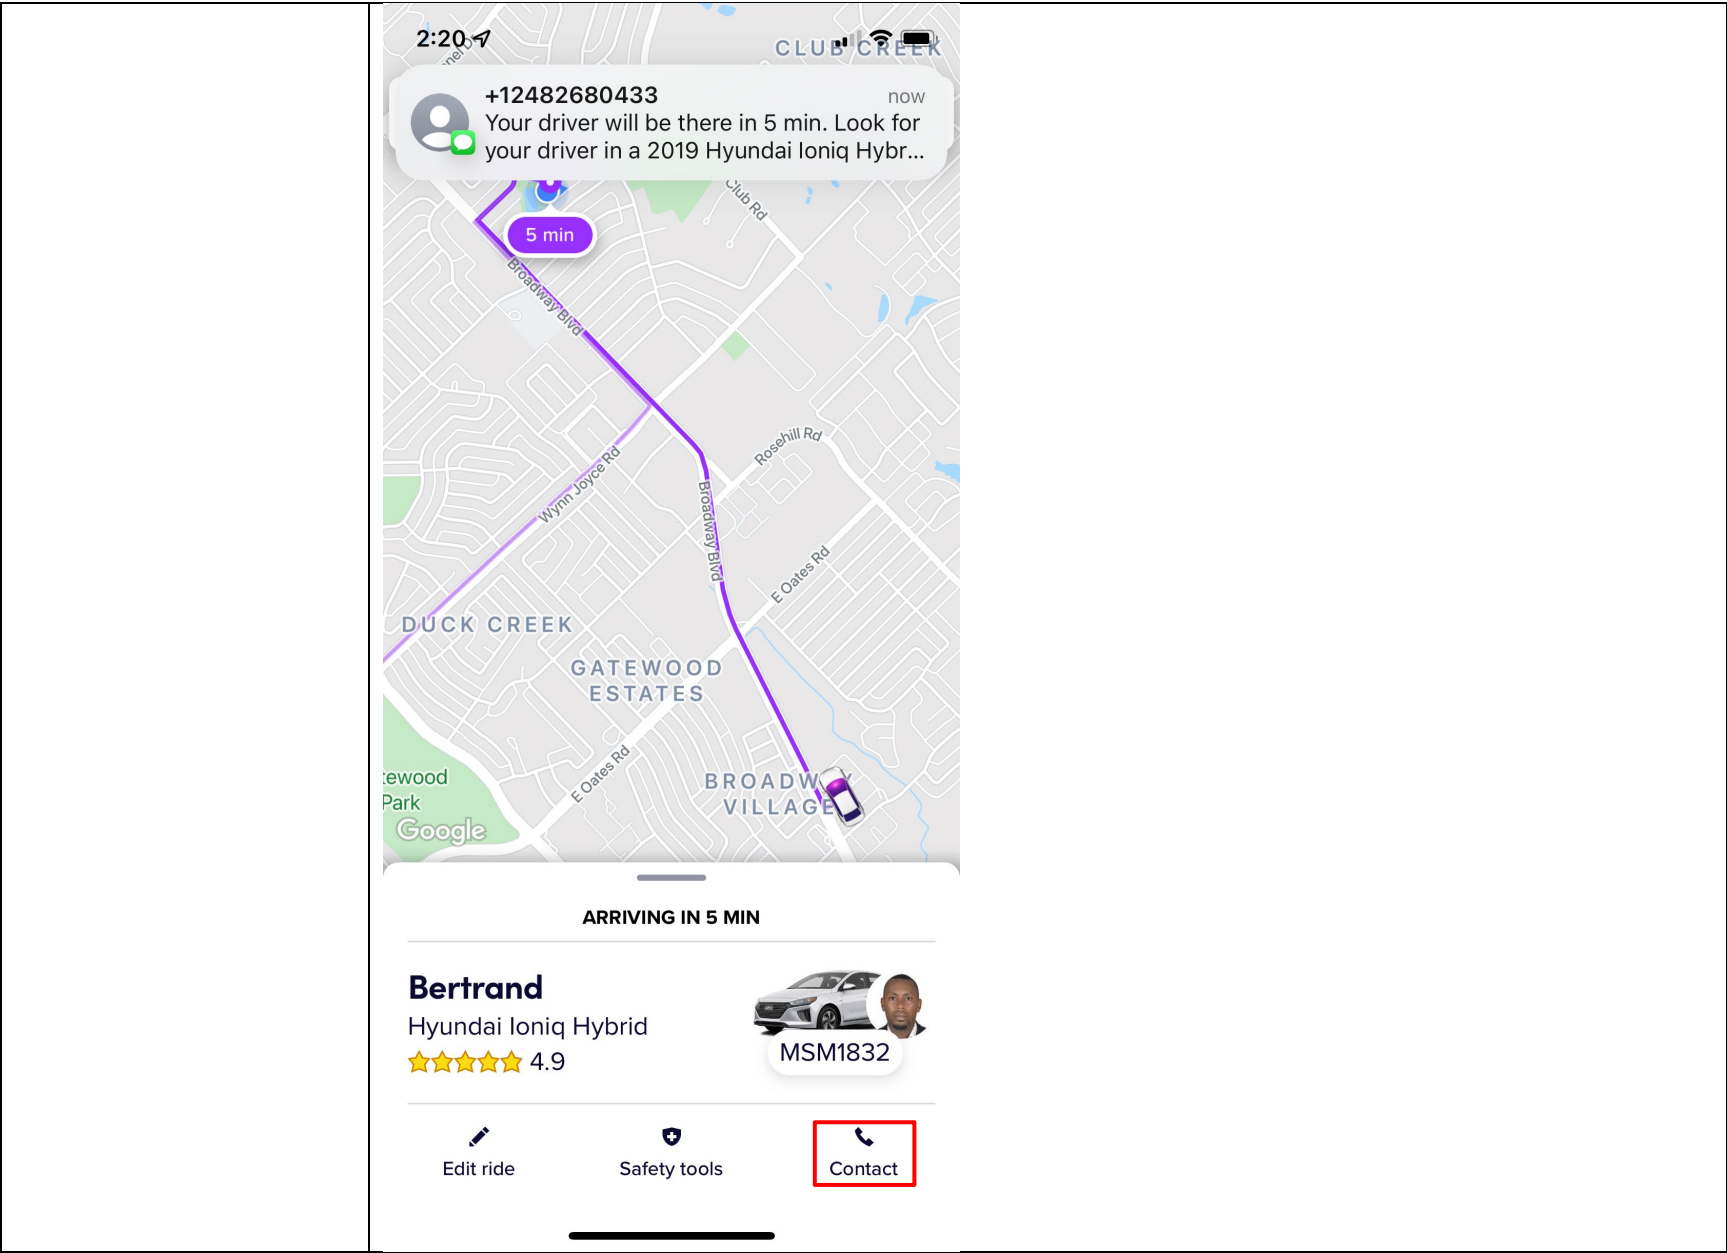 2:20
CLUB CREEK
+12482680433
now
Your driver will be there in 5 min. Look for
your driver in a 2019 Hyundai Ioniq Hybr...
Club Rd
5 min
Broadway Blvd
Rosehill Rd
Wynn Joyce Rd
Broadway Blvd
E Oates Rd
DUCK CREEK
GATEWOOD
ESTATES
E Oates Rd
BROADW
VILLAGE
ewood
Park
Google
ARRIVING IN 5 MIN
Bertrand
Hyundai Ioniq Hybrid
4.9
MSM1832
Edit ride
Safety tools
Contact